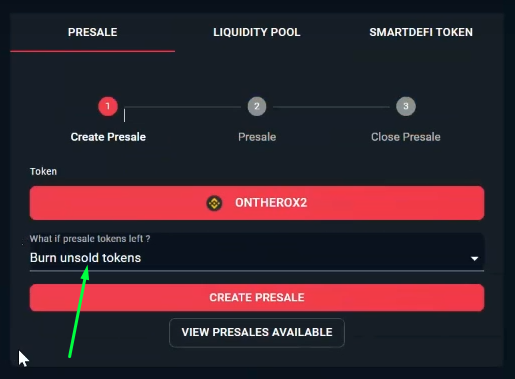 PRESALE LIQUIDITY POOL SMARTDEFI TOKEN
1 2 3
Create Presale Presale Close Presale
Token
ONTHEROX2
What if presale tokens left ?
Burn unsold tokens
CREATE PRESALE
VIEW PRESALES AVAILABLE